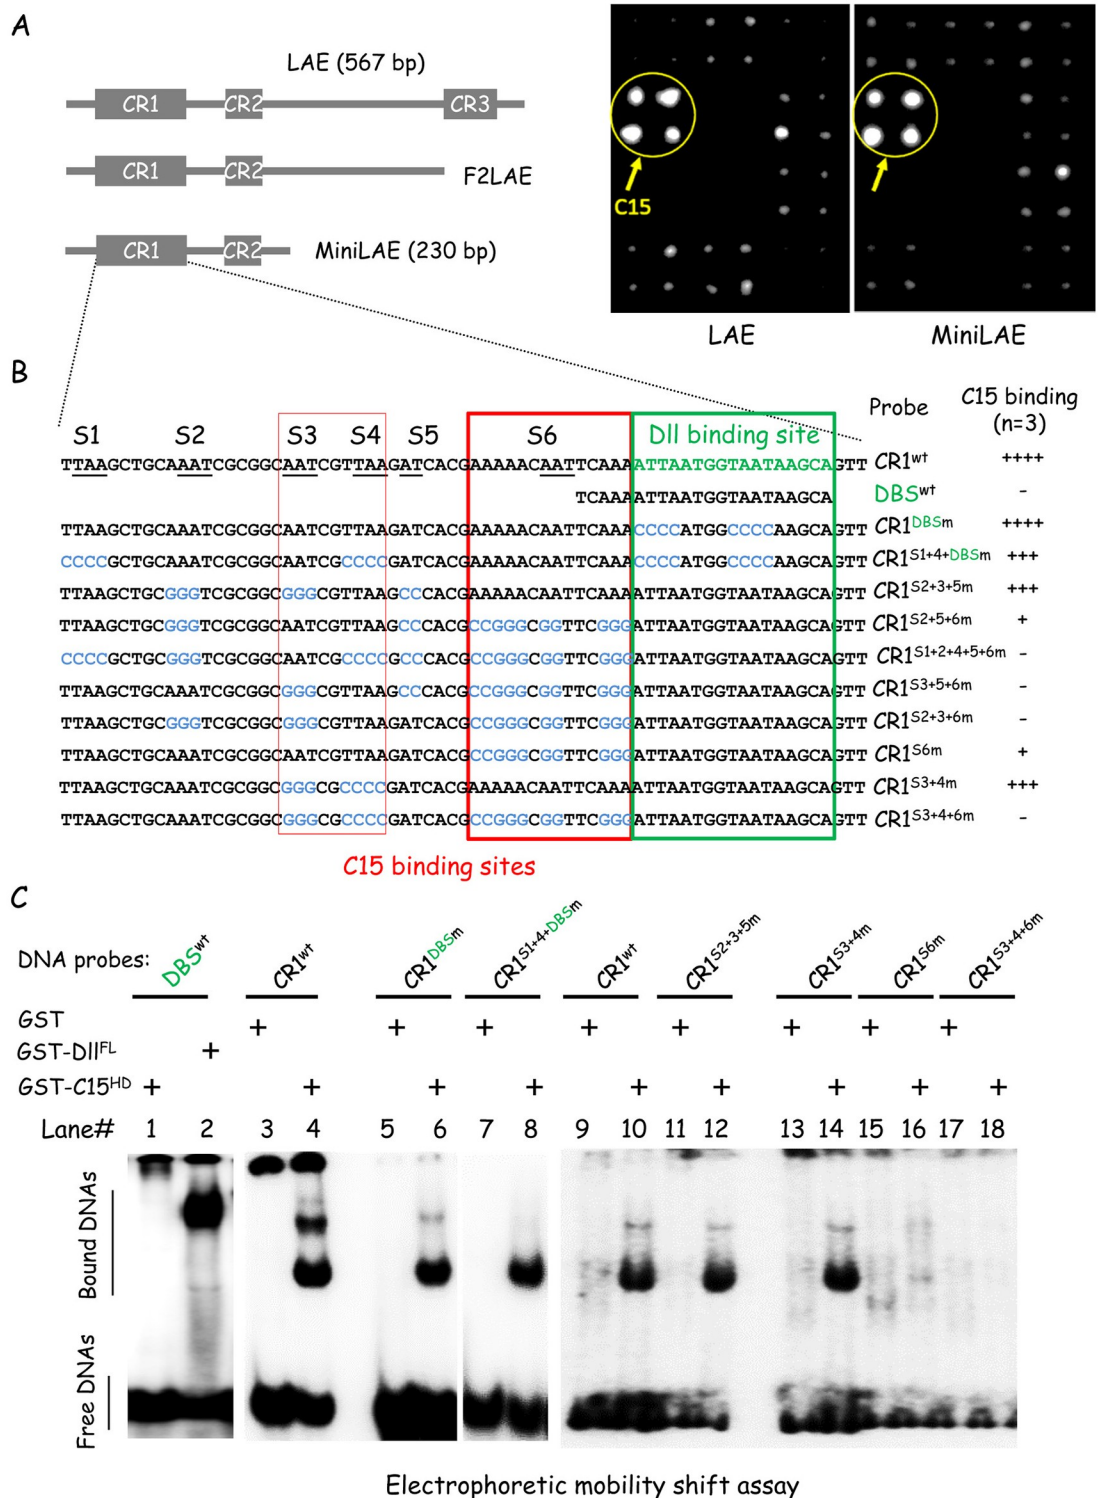 A
LAE (567 bp)
CR1 CR2 CR3
CR1 CR2
F2LAE
CR1 CR2
MiniLAE (230 bp)
C15
LAE MiniLAE
B
Probe C15 binding
(n=3)
S1 S2 S3 S4 S5 S6 Dll binding site
TTAAGCTGCAAATCGCGGCAATCGTTAAGATCACGAAAAACAATTCAAAATTAATGGTAATAAGCAGTT CR1wt ++++
TCAAAATTAATGGTAATAAGCA DBSwt -
TTAAGCTGCAAATCGCGGCAATCGTTAAGATCACGAAAAACAATTCAAACCCCATGGCCCCAAGCAGTT CR1DBSm ++++
CCCCGCTGCAAATCGCGGCAATCGCCCCGATCACGAAAAACAATTCAAACCCCATGGCCCCAAGCAGTT CR1S1+4+DBSm +++
TTAAGCTGCGGGTCGCGGCGGGCGTTAAGCCCACGAAAAACAATTCAAAATTAATGGTAATAAGCAGTT CR1S2+3+5m +++
TTAAGCTGCGGGTCGCGGCAATCGTTAAGCCCACGCCGGGCGGTTCGGGATTAATGGTAATAAGCAGTT CR1S2+5+6m +
CCCCGCTGCGGGTCGCGGCAATCGCCCCGCCCACGCCGGGCGGTTCGGGATTAATGGTAATAAGCAGTT CR1S1+2+4+5+6m -
TTAAGCTGCAAATCGCGGCGGGCGTTAAGCCCACGCCGGGCGGTTCGGGATTAATGGTAATAAGCAGTT CR1S3+5+6m -
TTAAGCTGCGGGTCGCGGCGGGCGTTAAGATCACGCCGGGCGGTTCGGGATTAATGGTAATAAGCAGTT CR1S2+3+6m -
TTAAGCTGCAAATCGCGGCAATCGTTAAGATCACGCCGGGCGGTTCGGGATTAATGGTAATAAGCAGTT CR1S6m +
TTAAGCTGCAAATCGCGGCGGGCGCCCCGATCACGAAAAACAATTCAAAATTAATGGTAATAAGCAGTT CR1S3+4m +++
TTAAGCTGCAAATCGCGGCGGGCGCCCCGATCACGCCGGGCGGTTCGGGATTAATGGTAATAAGCAGTT CR1S3+4+6m -
C15 binding sites
C
DNA probes: DBSwt CR1wt CR1DBSm CR1S1+4+DBSm CR1wt CR1S2+3+5m CR1S3+4m CR1S6m CR1S3+4+6m
GST + + + + + + + +
GST-DllFL +
GST-C15HD + + + + + + + + +
Lane# 1 2 3 4 5 6 7 8 9 10 11 12 13 14 15 16 17 18
Bound DNAs
Free DNAs
Electrophoretic mobility shift assay